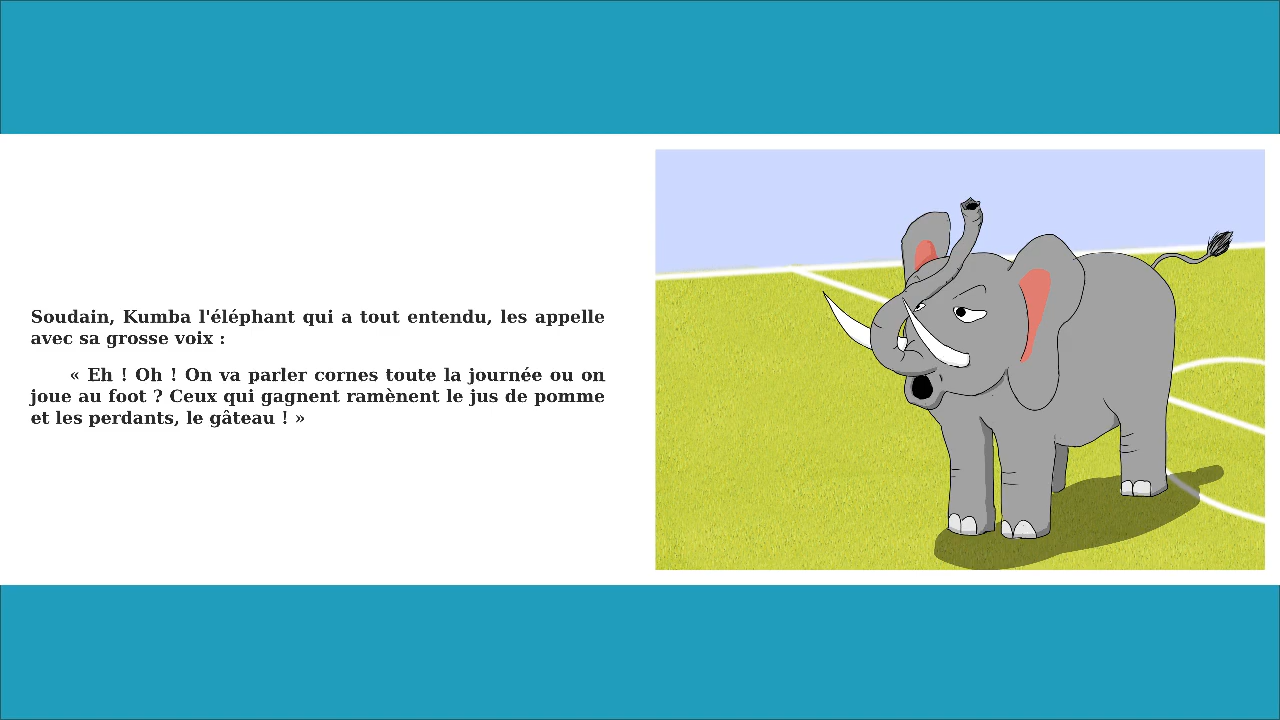 Soudain, Kumba l'éléphant qui a tout entendu, les appelle
avec sa grosse voix :
« Eh ! Oh ! On va parler cornes toute la journée ou on
joue au foot ? Ceux qui gagnent ramènent le jus de pomme
et les perdants, le gâteau ! »